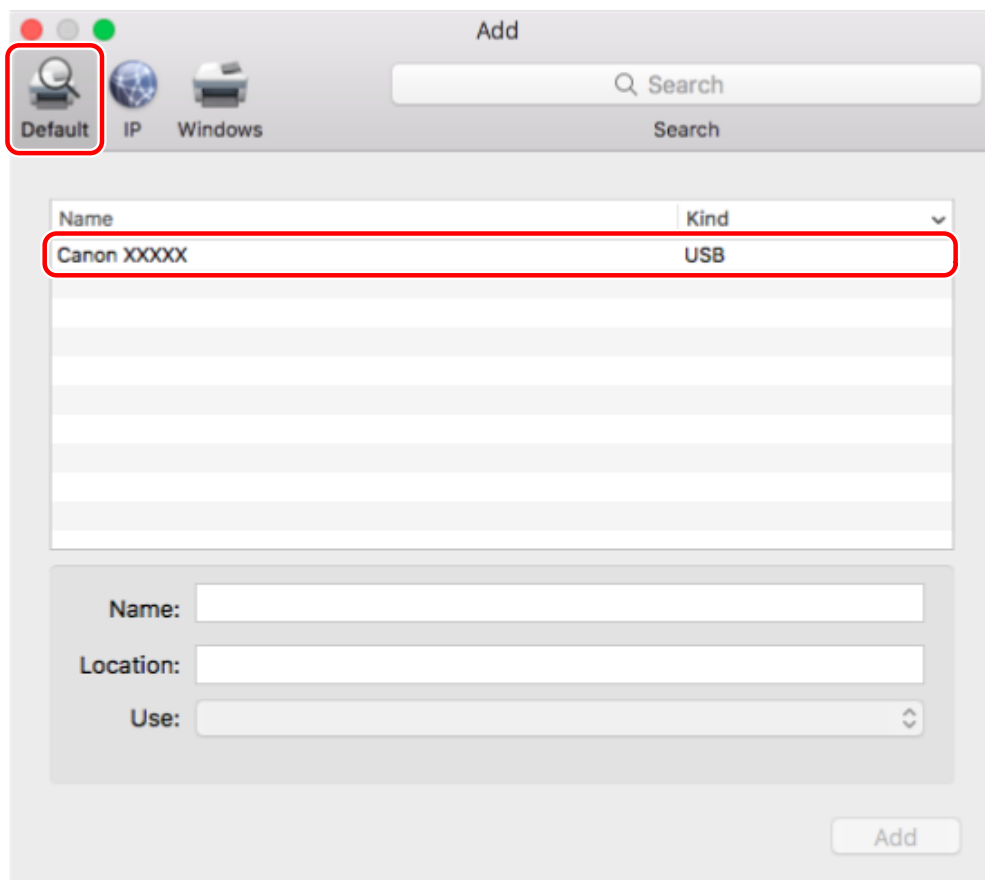 Add
Default IP Windows
Search
Search
Name Kind
Canon XXXXX USB
Name:
Location:
Use:
Add